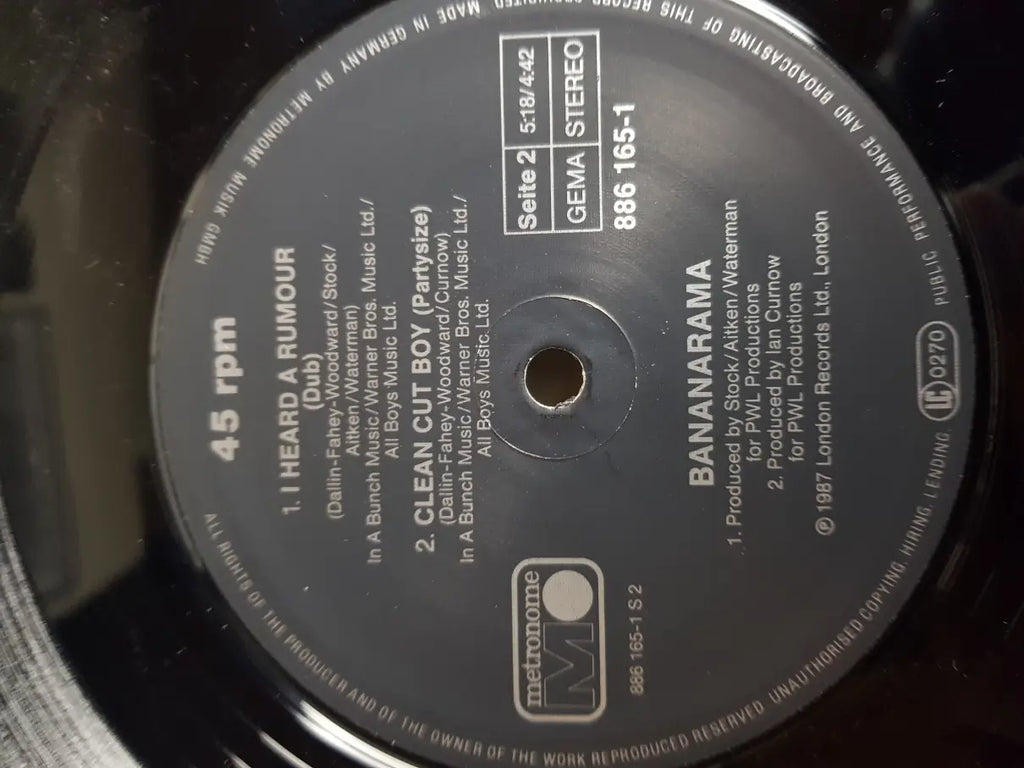 45 rpm
1. I HEARD A RUMOUR
(Dub)
(Dallin-Fahey-Woodward/Stock/
Aitken/Waterman)
In A Bunch Music/Warner Bros. Music Ltd./
All Boys Music Ltd.
2. CLEAN CUT BOY (Partysize)
(Dallin-Fahey-Woodward/Curnow)
In A Bunch Music/Warner Bros. Music Ltd./
All Boys Music Ltd.
metronome
M
886 165-1 S 2
Seite 2 5:18/4:42
GEMA STEREO
886 165-1
BANANARAMA
1. Produced by Stock/Aitken/Waterman
for PWL Productions
2. Produced by Ian Curnow
for PWL Productions
℗ 1987 London Records Ltd., London
LC 0270
ALL RIGHTS OF THE PRODUCER AND OF THE OWNER OF THE WORK REPRODUCED RESERVED UNAUTHORISED COPYING, HIRING, LENDING PUBLIC PERFORMANCE AND BROADCASTING OF THIS RECORD PROHIBITED MADE IN GERMANY BY METRONOME MUSIK GMBH